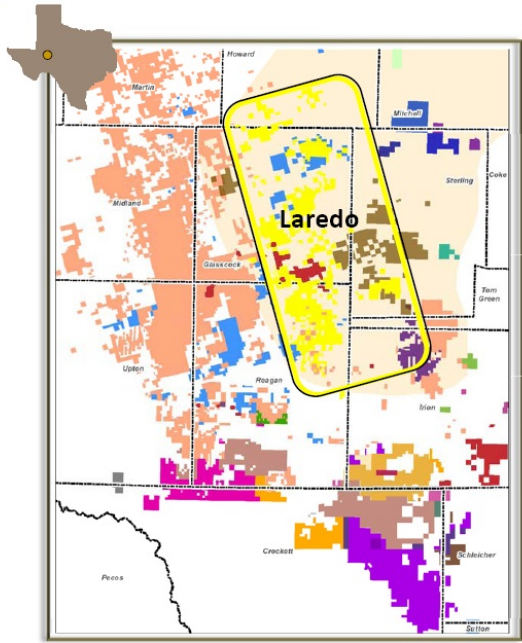 Howard
Martin
Mitchell
Coke
Sterling
Midland
Laredo
Glasscock
Tom
Green
Upton
Reagan
Irion
Crockett
Schleicher
Pecos
Sutton